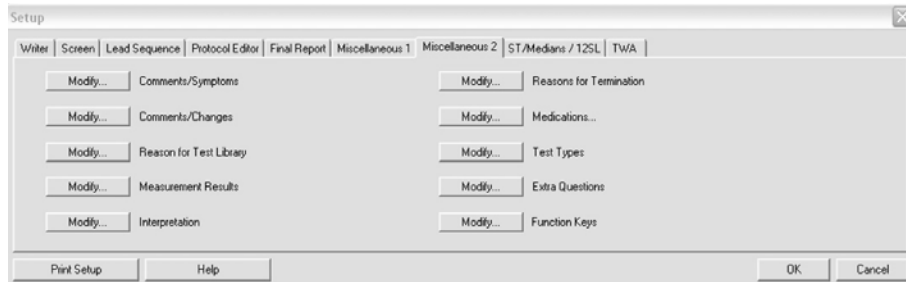 Setup
Writer Screen Lead Sequence Protocol Editor Final Report Miscellaneous 1 Miscellaneous 2 ST/Medians / 12SL TWA
Modify... Comments/Symptoms Modify... Reasons for Termination
Modify... Comments/Changes Modify... Medications...
Modify... Reason for Test Library Modify... Test Types
Modify... Measurement Results Modify... Extra Questions
Modify... Interpretation Modify... Function Keys
Print Setup Help OK Cancel